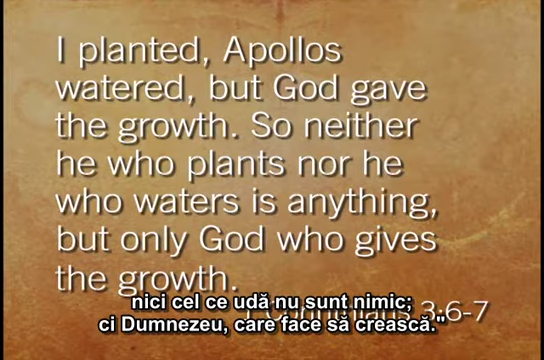 I planted, Apollos
watered, but God gave
the growth. So neither
he who plants nor he
who waters is anything,
but only God who gives
the growth.
1 Corinthians 3:6-7
nici cel ce udă nu sunt nimic;
ci Dumnezeu, care face să crească."